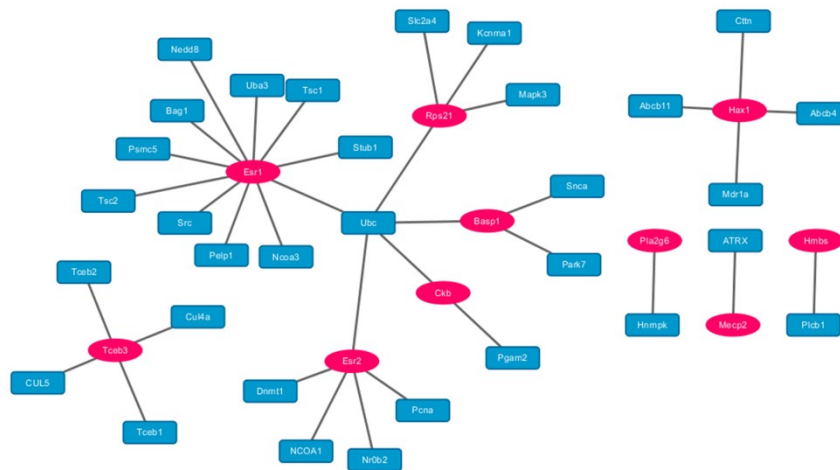 Slc2a4
Cttn
Kcnma1
Nedd8
Uba3
Tsc1
Mapk3
Bag1
Abcb11
Hax1
Abcb4
Rps21
Psmc5
Stub1
Esr1
Snca
Mdr1a
Tsc2
Src
Ubc
Basp1
Pla2g6
ATRX
Hmbs
Pelp1
Ncoa3
Park7
Tceb2
Ckb
Cul4a
Hnrnpk
Mecp2
Plcb1
Tceb3
Esr2
Pgam2
CUL5
Dnmt1
Pcna
Tceb1
NCOA1
Nr0b2